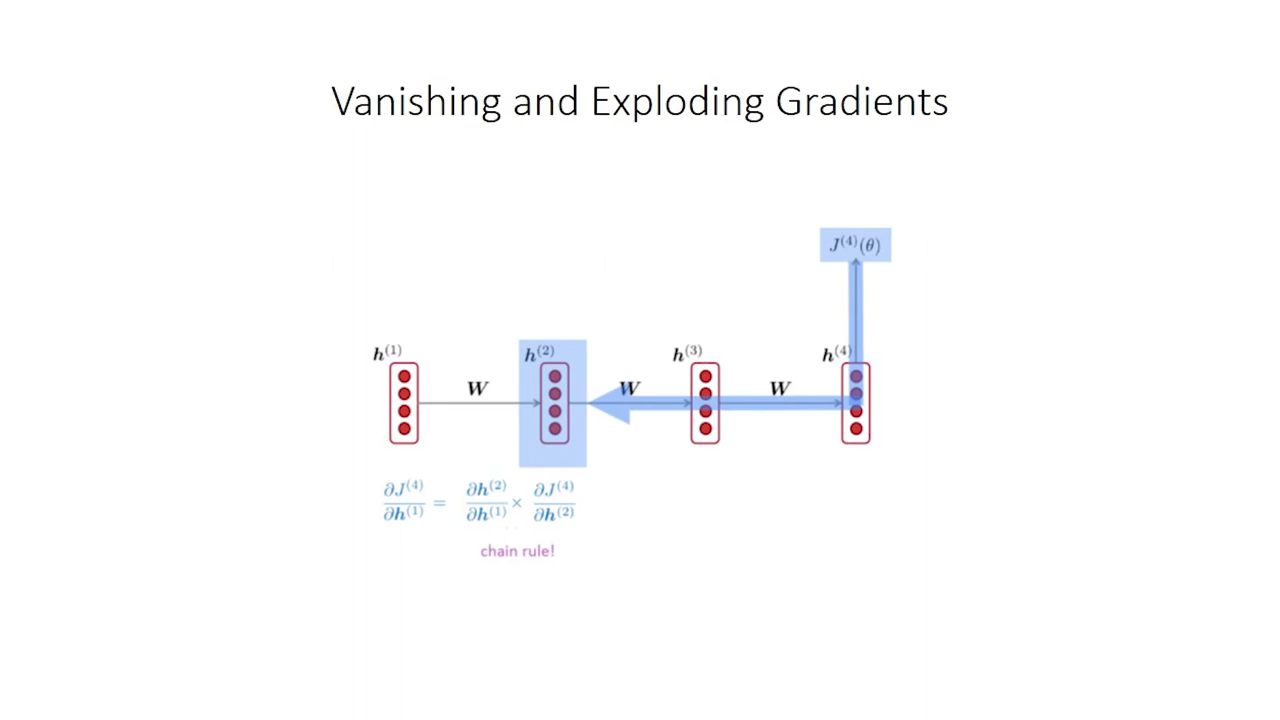 Vanishing and Exploding Gradients
J⁽⁴⁾(θ)
h⁽¹⁾ h⁽²⁾ h⁽³⁾ h⁽⁴⁾
W W W
∂J⁽⁴⁾/∂h⁽¹⁾ = ∂h⁽²⁾/∂h⁽¹⁾ × ∂J⁽⁴⁾/∂h⁽²⁾
chain rule!